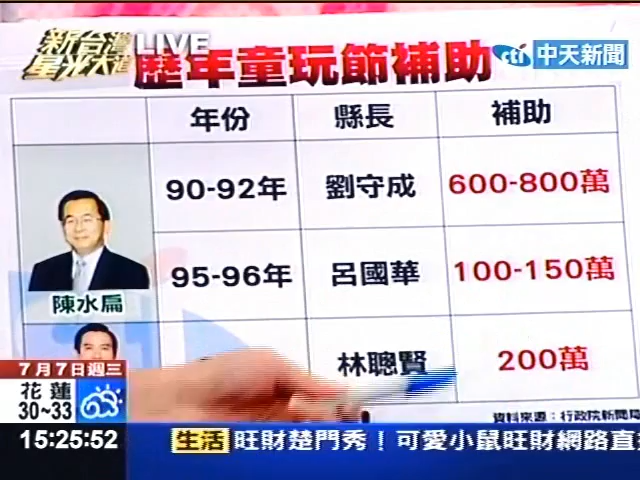 新台灣
星光大道
LIVE
歷年童玩節補助
cti 中天新聞
年份 縣長 補助
90-92年 劉守成 600-800萬
95-96年 呂國華 100-150萬
陳水扁
林聰賢 200萬
資料來源：行政院新聞局
7月7日週三
花蓮
30~33
15:25:52 生活 旺財楚門秀！可愛小鼠旺財網路直